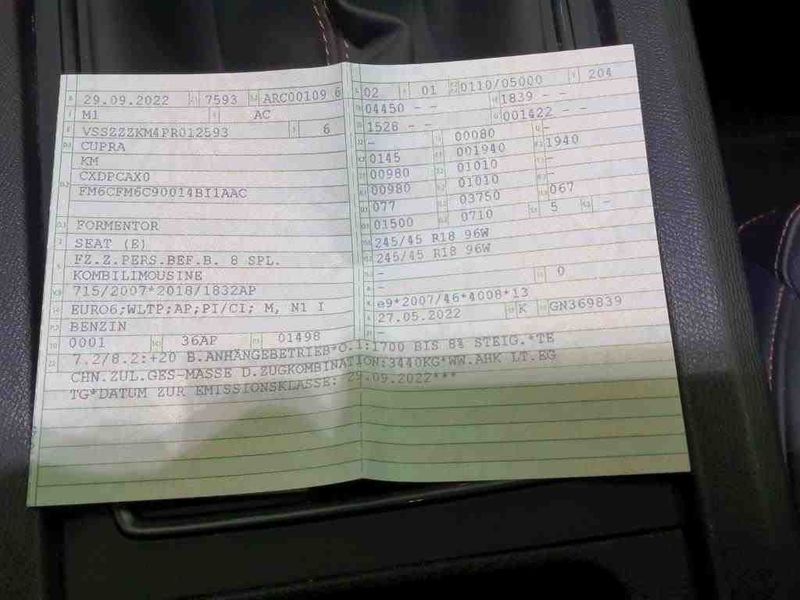 29.09.2022 7593 ARC00109 6
M1 AC
VSSZZZKM4PR012593 6
CUPRA
KM
CXDPCAX0
FM6CFM6C90014BI1AAC
FORMENTOR
SEAT (E)
FZ.Z.PERS.BEF.B. 8 SPL.
KOMBILIMOUSINE
715/2007*2018/1832AP
EURO6;WLTP;AP;PI/CI; M, N1 I
BENZIN
0001 36AP 01498
02 01 0110/05000 204
04450 - - 1839 - -
1528 - - 001422 - -
- 00080 -
0145 001940 1940
00980 01010 -
00980 01010 -
077 03750 067
01500 0710 5 -
245/45 R18 96W
245/45 R18 96W
-
- 0
e9*2007/46*4008*13
27.05.2022 K GN369839
-
7.2/8.2:+20 B.ANHÄNGEBETRIEB*O.1:1700 BIS 8% STEIG.*TE
CHN.ZUL.GES-MASSE D.ZUGKOMBINATION:3440KG*WW.AHK LT.EG
TG*DATUM ZUR EMISSIONSKLASSE: 29.09.2022***